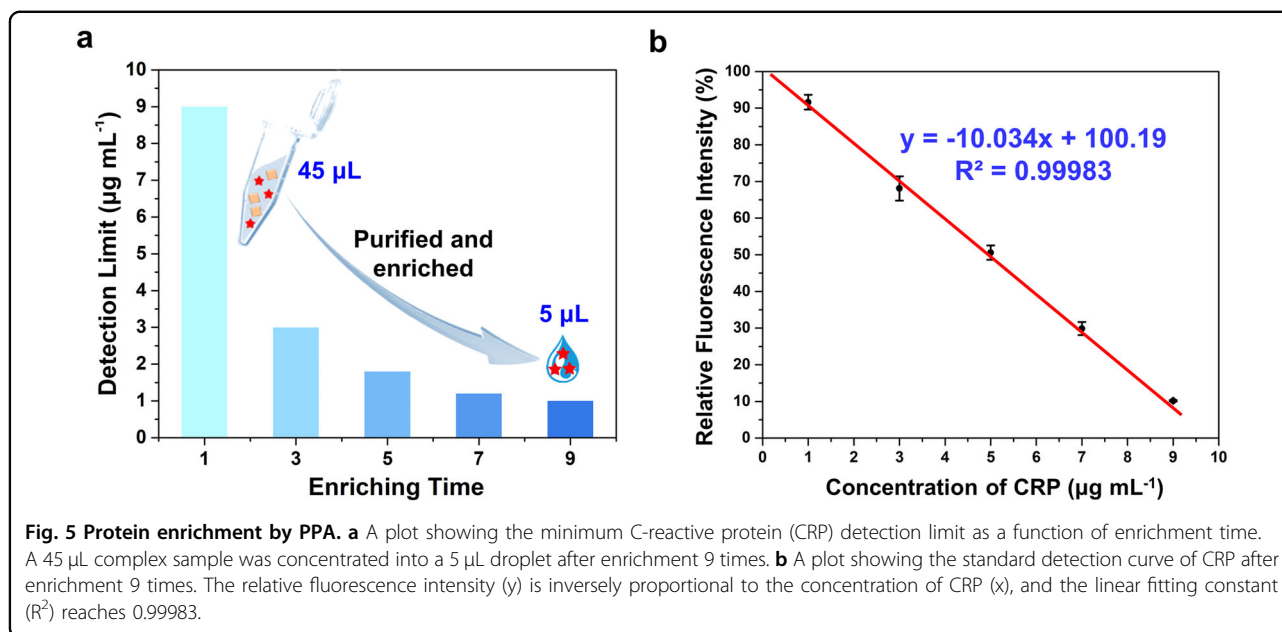 a
Detection Limit (µg mL⁻¹)
10
9
8
7
6
5
4
3
2
1
0
45 µL
Purified and
enriched
5 µL
1 3 5 7 9
Enriching Time
b
Relative Fluorescence Intensity (%)
100
90
80
70
60
50
40
30
20
10
0
y = -10.034x + 100.19
R² = 0.99983
0 1 2 3 4 5 6 7 8 9 10
Concentration of CRP (µg mL⁻¹)
Fig. 5 Protein enrichment by PPA. a A plot showing the minimum C-reactive protein (CRP) detection limit as a function of enrichment time.
A 45 µL complex sample was concentrated into a 5 µL droplet after enrichment 9 times. b A plot showing the standard detection curve of CRP after
enrichment 9 times. The relative fluorescence intensity (y) is inversely proportional to the concentration of CRP (x), and the linear fitting constant
(R²) reaches 0.99983.